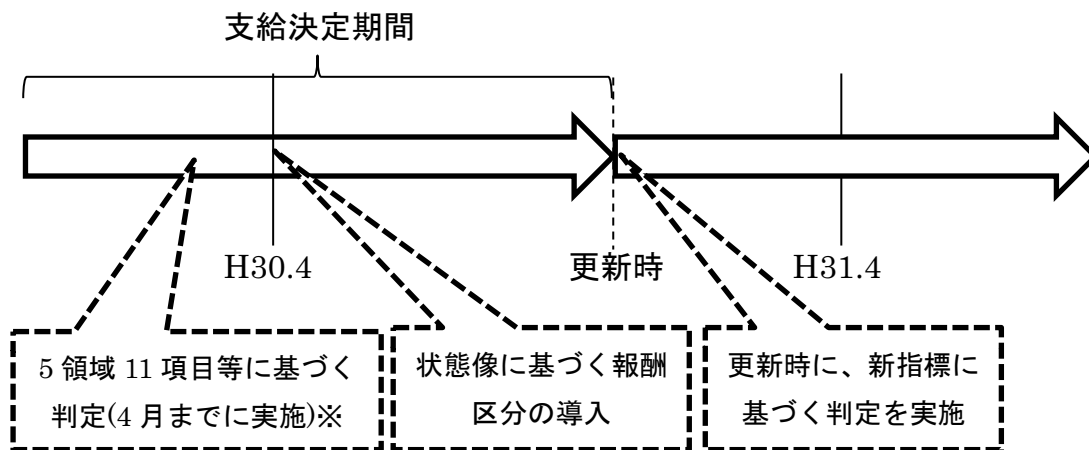 支給決定期間
H30.4
更新時
H31.4
5 領域 11 項目等に基づく
判定(4 月までに実施)※
状態像に基づく報酬
区分の導入
更新時に、新指標に
基づく判定を実施